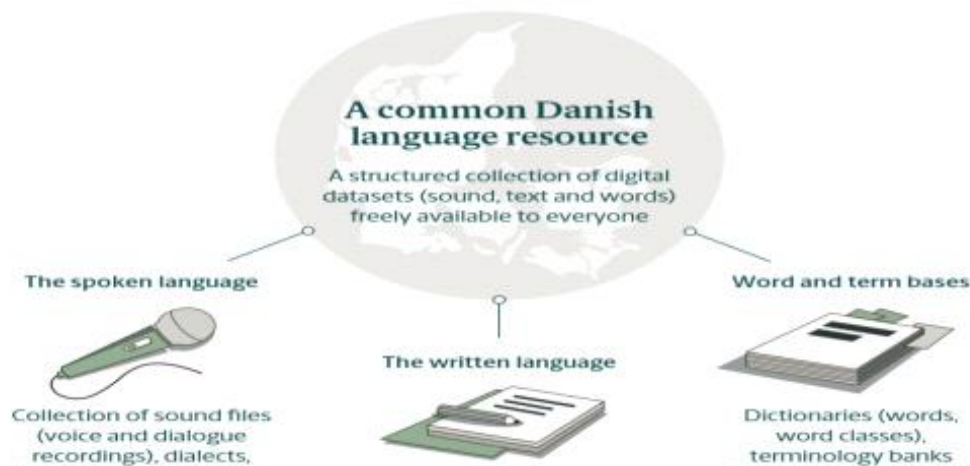 A common Danish
language resource
A structured collection of digital
datasets (sound, text and words)
freely available to everyone
The spoken language
Collection of sound files
(voice and dialogue
recordings), dialects,
The written language
Word and term bases
Dictionaries (words,
word classes),
terminology banks